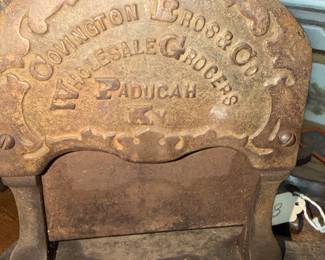 COVINGTON BROS & CO
WHOLESALE GROCERS
PADUCAH
KY